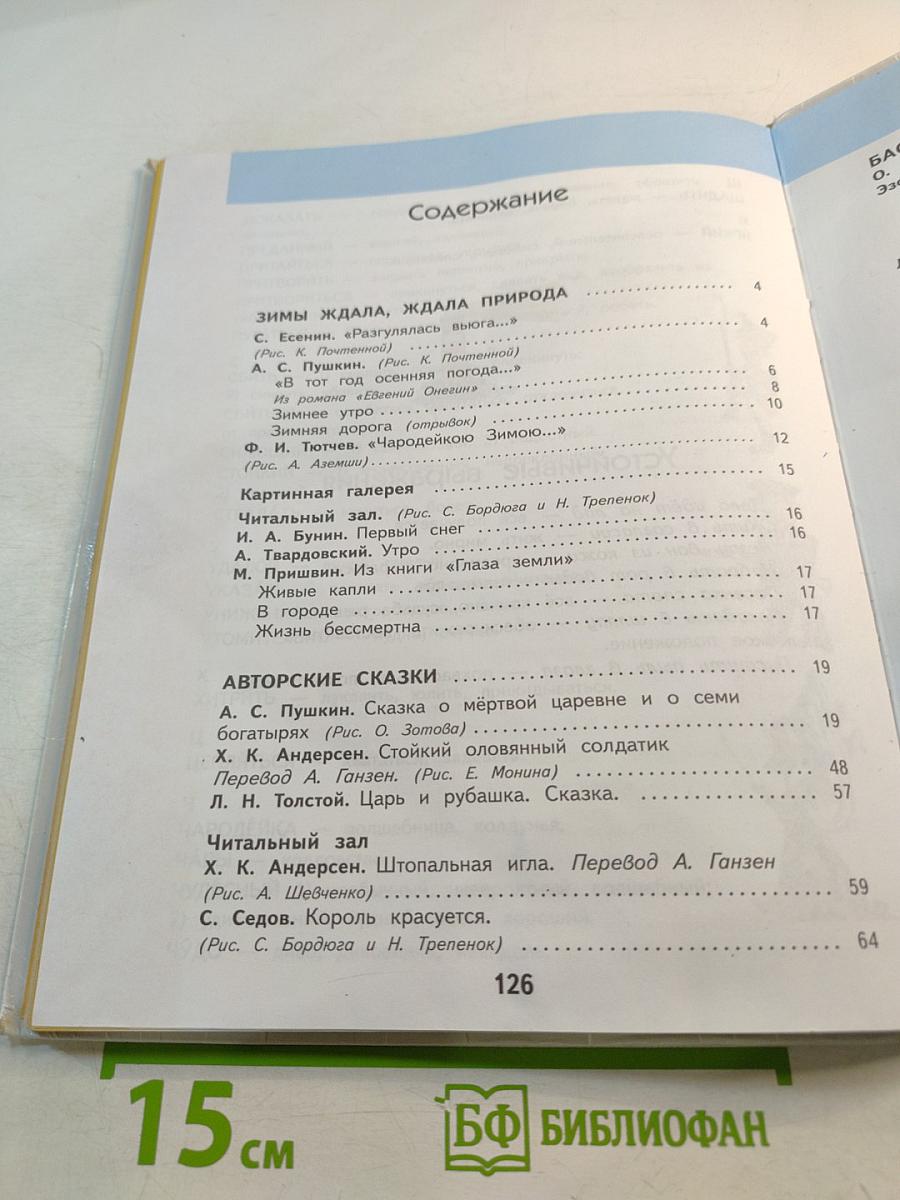 Содержание
ЗИМЫ ЖДАЛА, ЖДАЛА ПРИРОДА .................. 4
С. Есенин. «Разгулялась вьюга...»
(Рис. К. Почтенной) .................. 4
А. С. Пушкин. (Рис. К. Почтенной)
«В тот год осенняя погода...»
Из романа «Евгений Онегин» .................. 6
Зимнее утро .................. 8
Зимняя дорога (отрывок) .................. 10
Ф. И. Тютчев. «Чародейкою Зимою...»
(Рис. А. Аземши) .................. 12
Картинная галерея .................. 15
Читальный зал. (Рис. С. Бордюга и Н. Трепенок)
И. А. Бунин. Первый снег .................. 16
А. Твардовский. Утро .................. 16
М. Пришвин. Из книги «Глаза земли»
Живые капли .................. 17
В городе .................. 17
Жизнь бессмертна .................. 17
АВТОРСКИЕ СКАЗКИ .................. 19
А. С. Пушкин. Сказка о мёртвой царевне и о семи
богатырях (Рис. О. Зотова) .................. 19
Х. К. Андерсен. Стойкий оловянный солдатик
Перевод А. Ганзен. (Рис. Е. Монина) .................. 48
Л. Н. Толстой. Царь и рубашка. Сказка. .................. 57
Читальный зал
Х. К. Андерсен. Штопальная игла. Перевод А. Ганзен
(Рис. А. Шевченко) .................. 59
С. Седов. Король красуется.
(Рис. С. Бордюга и Н. Трепенок) .................. 64
126
15 см
БФ БИБЛИОФАН